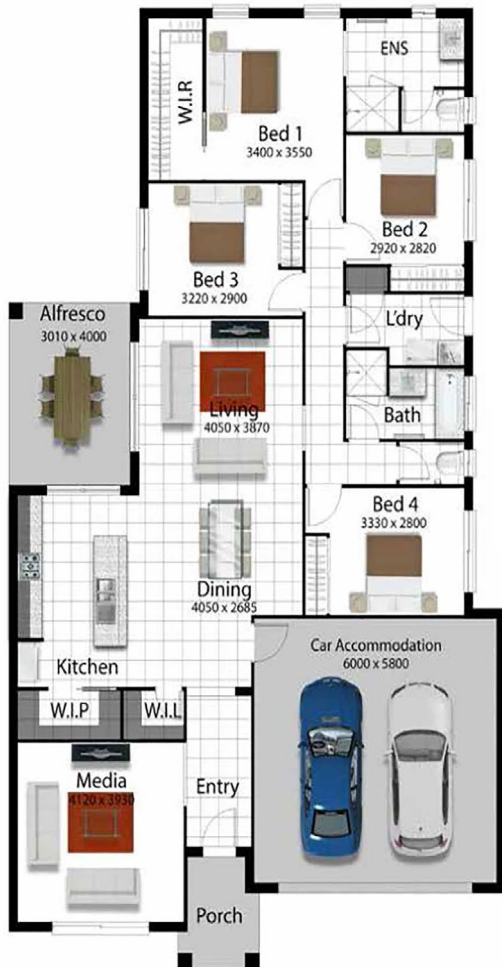 ENS
W.I.R
Bed 1
3400 x 3550
Bed 2
2920 x 2820
Bed 3
3220 x 2900
Alfresco
3010 x 4000
L'dry
Living
4050 x 3870
Bath
Bed 4
3330 x 2800
Dining
4050 x 2685
Car Accommodation
6000 x 5800
Kitchen
W.I.P
W.I.L
Media
4120 x 3930
Entry
Porch